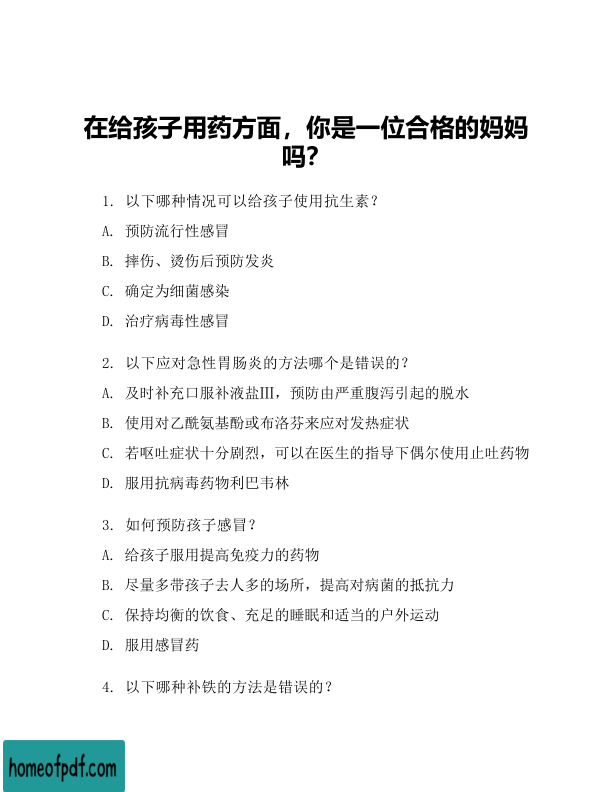 在给孩子用药方面，你是一位合格的妈妈
吗？
1. 以下哪种情况可以给孩子使用抗生素？
A. 预防流行性感冒
B. 摔伤、烫伤后预防发炎
C. 确定为细菌感染
D. 治疗病毒性感冒
2. 以下应对急性胃肠炎的方法哪个是错误的？
A. 及时补充口服补液盐Ⅲ，预防由严重腹泻引起的脱水
B. 使用对乙酰氨基酚或布洛芬来应对发热症状
C. 若呕吐症状十分剧烈，可以在医生的指导下偶尔使用止吐药物
D. 服用抗病毒药物利巴韦林
3. 如何预防孩子感冒？
A. 给孩子服用提高免疫力的药物
B. 尽量多带孩子去人多的场所，提高对病菌的抵抗力
C. 保持均衡的饮食、充足的睡眠和适当的户外运动
D. 服用感冒药
4. 以下哪种补铁的方法是错误的？
homeofpdf.com